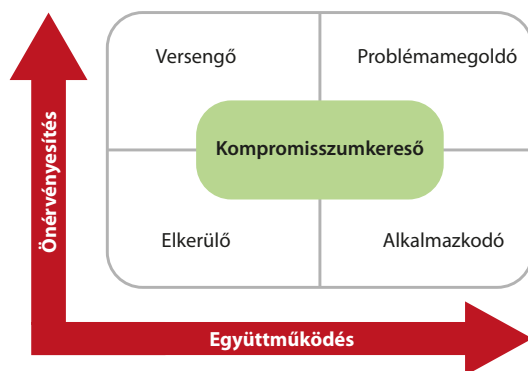 Versengő
Problémamegoldó
Önérvényesítés
Kompromisszumkereső
Elkerülő
Alkalmazkodó
Együttműködés